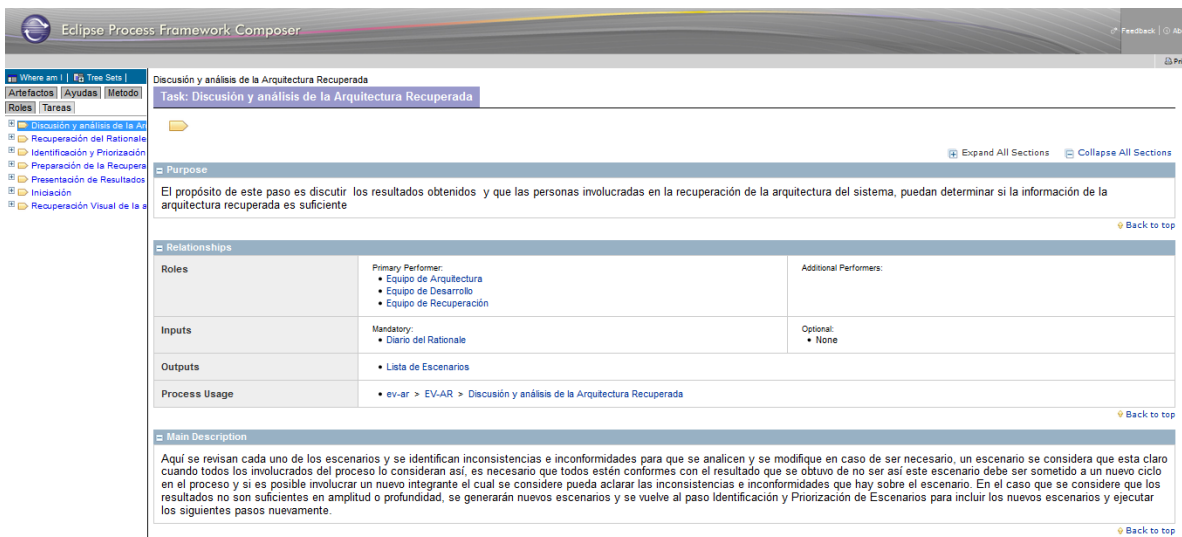 Eclipse Process Framework Composer
Feedback
Where am I | Tree Sets |
Artefactos Ayudas Metodo
Roles Tareas
Discusión y análisis de la
Recuperación del Rationale
Identificación y Priorización
Preparación de la
Presentación de Resultados
Iniciación
Recuperación Visual de la
Discusión y análisis de la Arquitectura Recuperada
Task: Discusión y análisis de la Arquitectura Recuperada
Expand All Sections Collapse All Sections
Purpose
El propósito de este paso es discutir los resultados obtenidos y que las personas involucradas en la recuperación de la arquitectura del sistema, puedan determinar si la información de la
arquitectura recuperada es suficiente
Back to top
Relationships
Roles
Primary Performer:
• Equipo de Arquitectura
• Equipo de Desarrollo
• Equipo de Recuperación
Additional Performers:
Inputs
Mandatory:
• Diario del Rationale
Optional:
• None
Outputs
• Lista de Escenarios
Process Usage
• ev-ar > EV-AR > Discusión y análisis de la Arquitectura Recuperada
Back to top
Main Description
Aquí se revisan cada uno de los escenarios y se identifican inconsistencias e inconformidades para que se analicen y se modifique en caso de ser necesario, un escenario se considera que esta claro
cuando todos los involucrados del proceso lo consideran así, es necesario que todos estén conformes con el resultado que se obtuvo de no ser así este escenario debe ser sometido a un nuevo ciclo
en el proceso y si es posible involucrar un nuevo integrante el cual se considere pueda aclarar las inconsistencias e inconformidades que hay sobre el escenario. En el caso que se considere que los
resultados no son suficientes en amplitud o profundidad, se generarán nuevos escenarios y se vuelve al paso Identificación y Priorización de Escenarios para incluir los nuevos escenarios y ejecutar
los siguientes pasos nuevamente.
Back to top